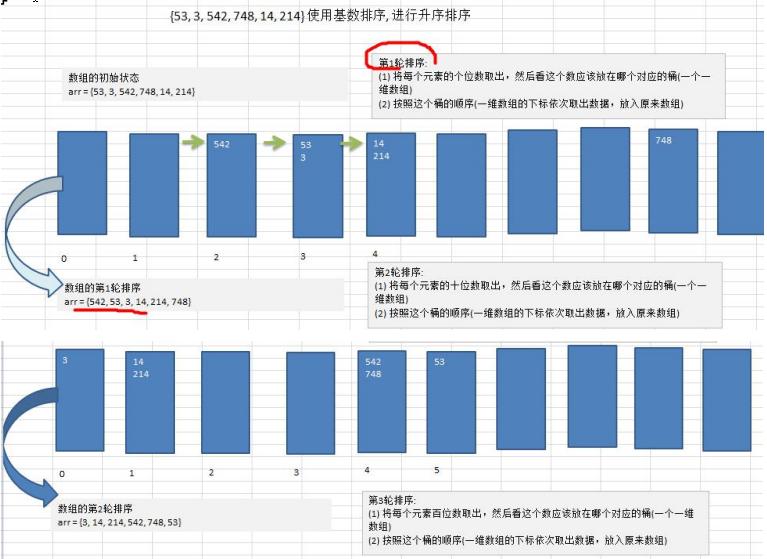 {53, 3, 542, 748, 14, 214} 使用基数排序, 进行升序排序
数组的初始状态
arr = {53, 3, 542, 748, 14, 214}
第1轮排序:
(1) 将每个元素的个位数取出，然后看这个数应该放在哪个对应的桶(一个一
维数组)
(2) 按照这个桶的顺序(一维数组的下标依次取出数据，放入原来数组)
542
53
3
14
214
748
0
1
2
3
4
数组的第1轮排序
arr = {542, 53, 3, 14, 214, 748}
第2轮排序:
(1) 将每个元素的十位数取出，然后看这个数应该放在哪个对应的桶(一个一
维数组)
(2) 按照这个桶的顺序(一维数组的下标依次取出数据，放入原来数组)
3
14
214
542
748
53
0
1
2
3
4
5
数组的第2轮排序
arr = {3, 14, 214, 542, 748, 53}
第3轮排序:
(1) 将每个元素百位数取出，然后看这个数应该放在哪个对应的桶(一个一维
数组)
(2) 按照这个桶的顺序(一维数组的下标依次取出数据，放入原来数组)